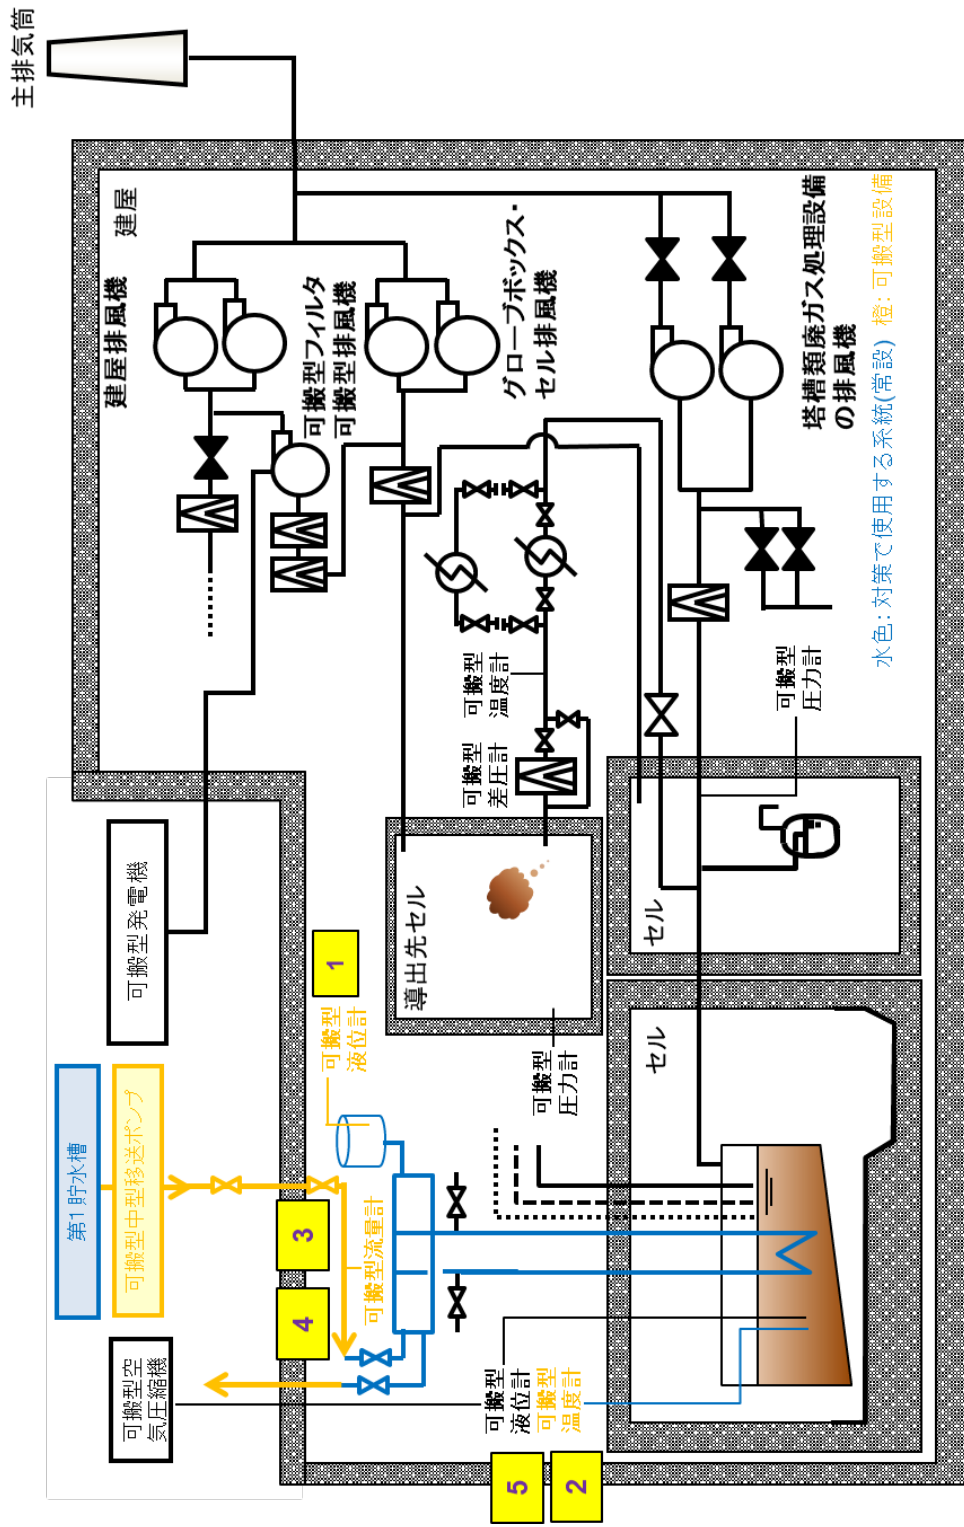 主排気筒
建屋
建屋排風機
可搬型フィルタ
可搬型排風機
グローブボックス・
セル排風機
塔槽類廃ガス処理設備
の排風機
可搬型発電機
第1貯水槽
可搬型中型移送ポンプ
可搬型空
気圧縮機
1
可搬型
液位計
3
4
可搬型流量計
導出先セル
可搬型
差圧計
可搬型
温度計
可搬型
圧力計
可搬型
圧力計
セル
セル
可搬型
液位計
可搬型
温度計
5
2
水色:対策で使用する系統(常設) 橙:可搬型設備